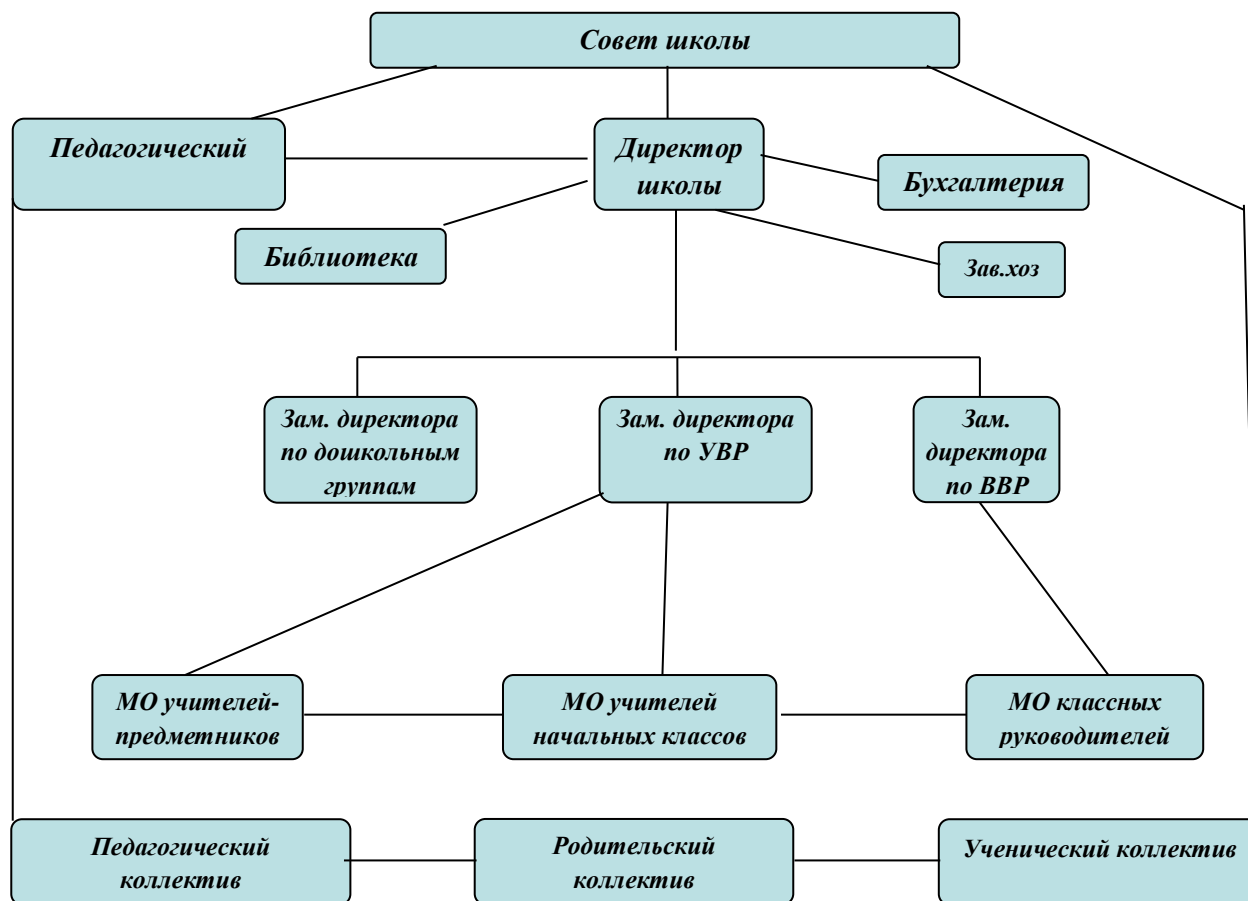 Совет школы
Педагогический
Директор
школы
Бухгалтерия
Библиотека
Зав.хоз
Зам. директора
по дошкольным
группам
Зам. директора
по УВР
Зам.
директора
по ВВР
МО учителей-
предметников
МО учителей
начальных классов
МО классных
руководителей
Педагогический
коллектив
Родительский
коллектив
Ученический коллектив